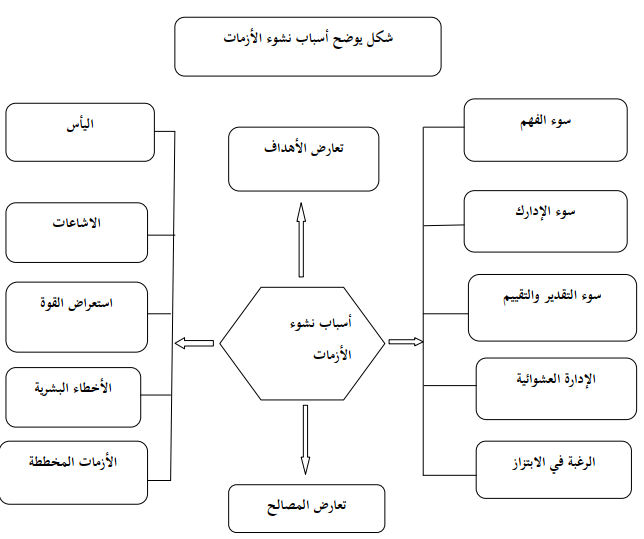 شكل يوضح أسباب نشوء الأزمات
سوء الفهم
اليأس
تعارض الأهداف
سوء الإدارك
الاشاعات
سوء التقدير والتقييم
استعراض القوة
أسباب نشوء
الأزمات
الإدارة العشوائية
الأخطاء البشرية
الرغبة في الابتزاز
الأزمات المخططة
تعارض المصالح